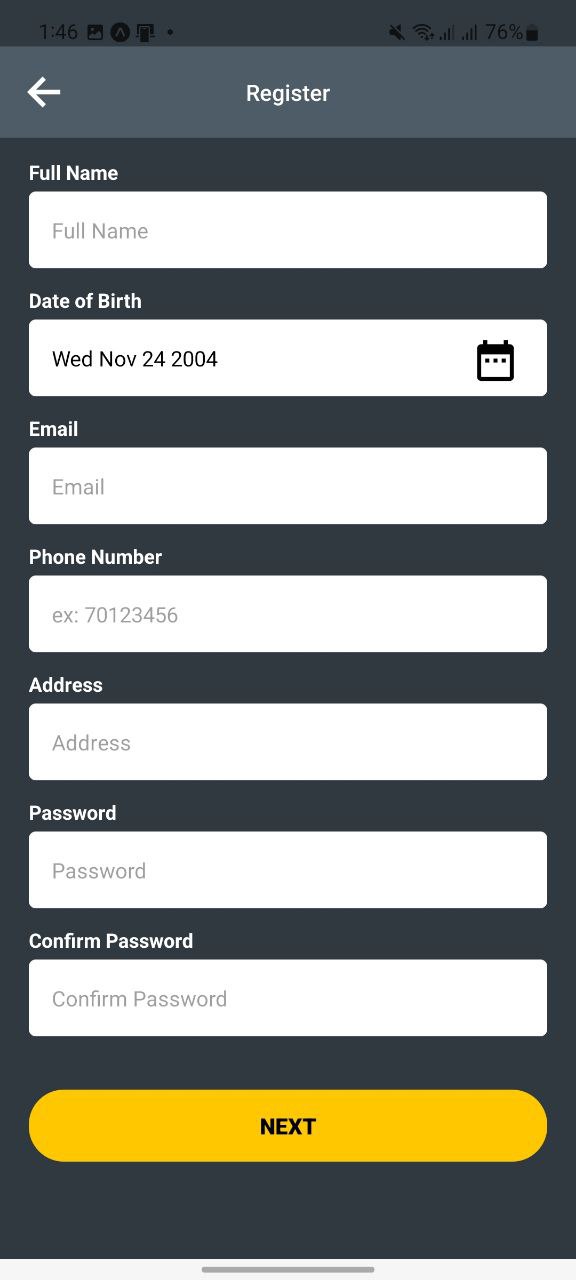 1:46
76%
Register
Full Name
Full Name
Date of Birth
Wed Nov 24 2004
Email
Email
Phone Number
ex: 70123456
Address
Address
Password
Password
Confirm Password
Confirm Password
NEXT